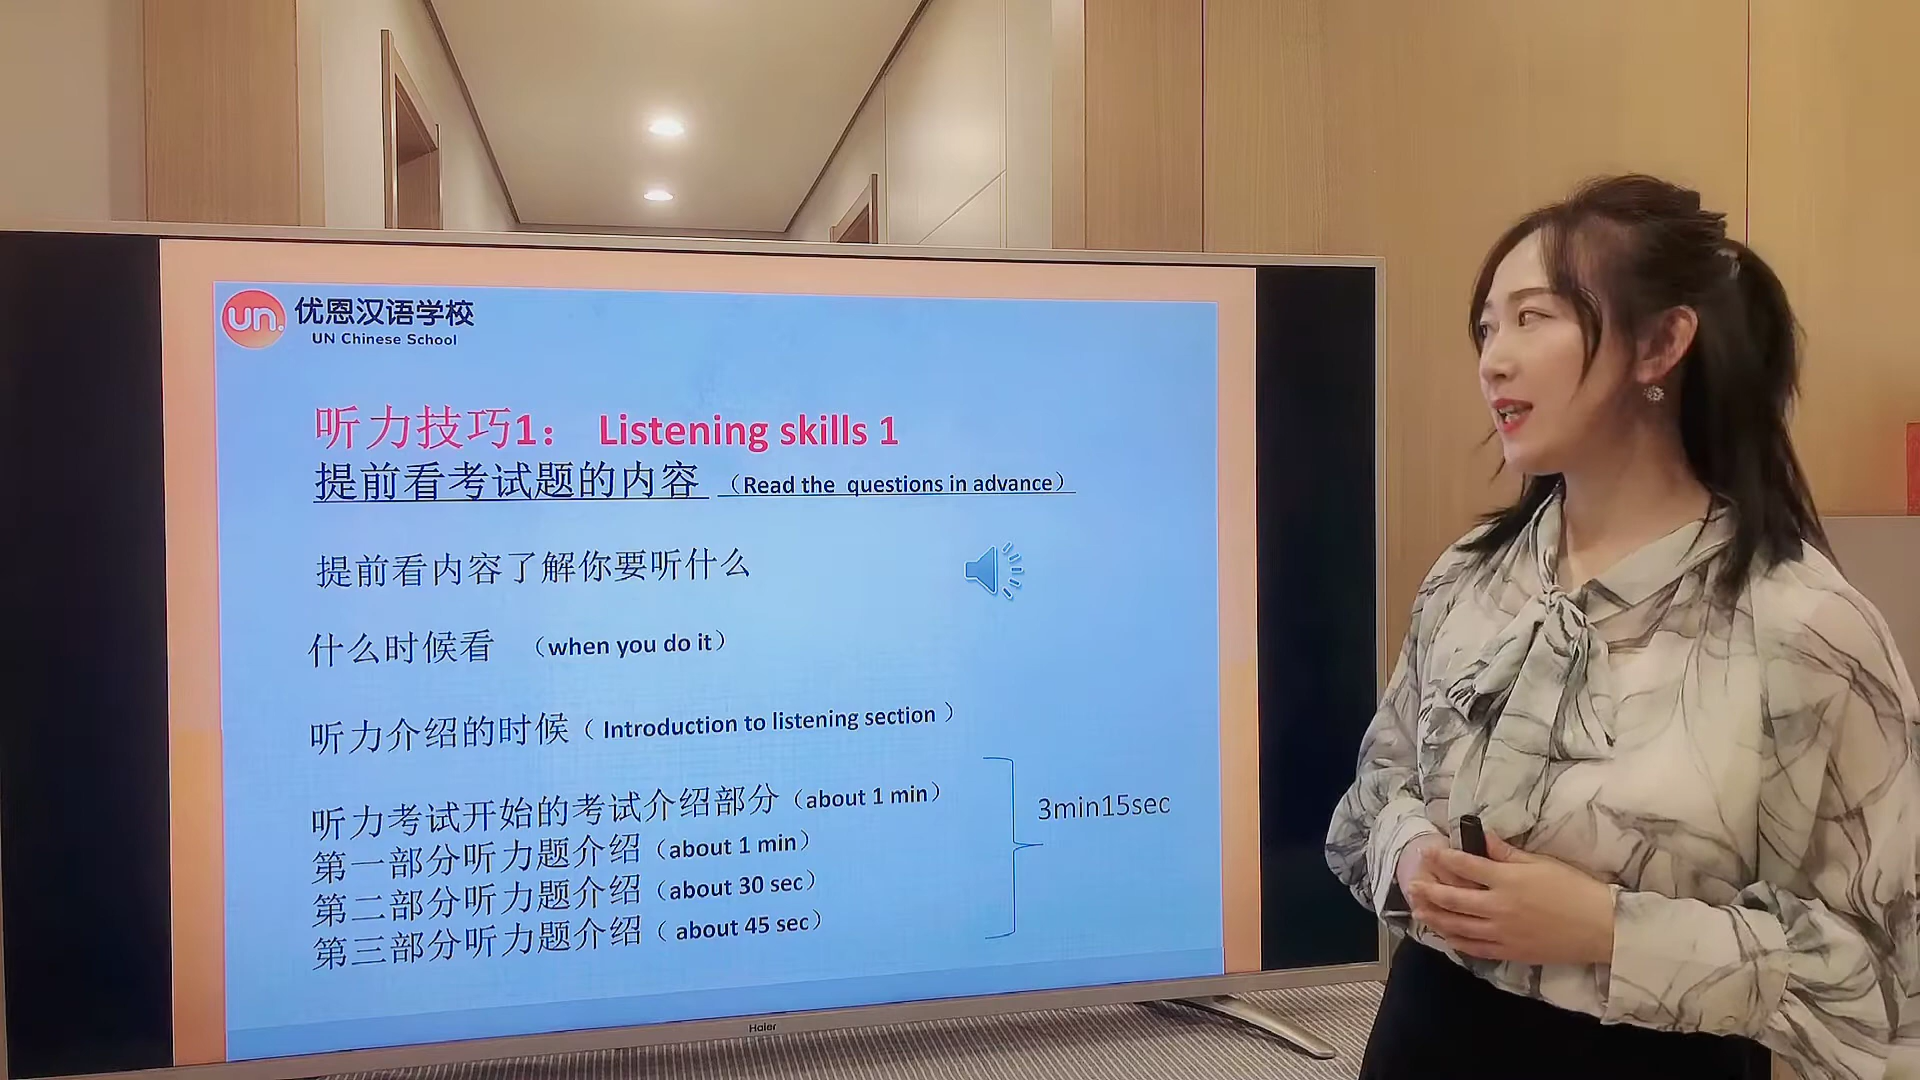 un.
优恩汉语学校
UN Chinese School
听力技巧1： Listening skills 1
提前看考试题的内容 （Read the questions in advance）
提前看内容了解你要听什么
什么时候看 （when you do it）
听力介绍的时候（ Introduction to listening section ）
听力考试开始的考试介绍部分（about 1 min）
第一部分听力题介绍（about 1 min）
第二部分听力题介绍（about 30 sec）
第三部分听力题介绍（ about 45 sec）
3min15sec
Haier